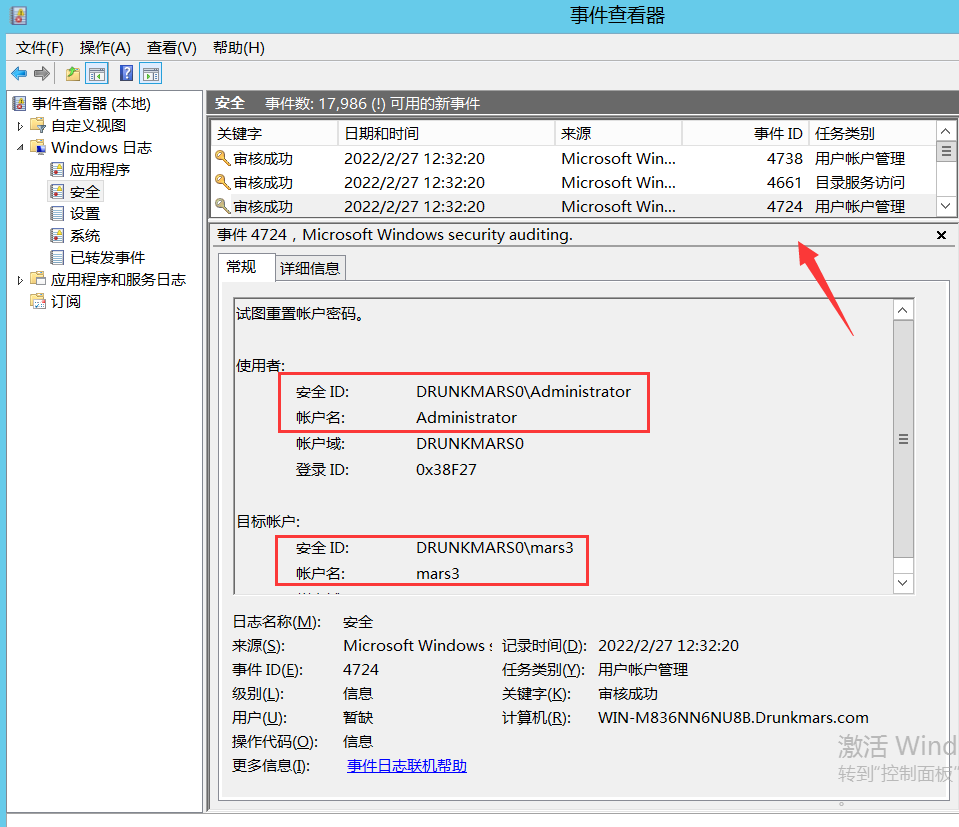 事件查看器
文件(F) 操作(A) 查看(V) 帮助(H)
事件查看器 (本地)
自定义视图
Windows 日志
应用程序
安全
设置
系统
已转发事件
应用程序和服务日志
订阅
安全 事件数: 17,986 (!) 可用的新事件
关键字 日期和时间 来源 事件 ID 任务类别
审核成功 2022/2/27 12:32:20 Microsoft Win... 4738 用户帐户管理
审核成功 2022/2/27 12:32:20 Microsoft Win... 4661 目录服务访问
审核成功 2022/2/27 12:32:20 Microsoft Win... 4724 用户帐户管理
事件 4724，Microsoft Windows security auditing.
常规 详细信息
试图重置帐户密码。
使用者:
安全 ID: DRUNKMARS0\Administrator
帐户名: Administrator
帐户域: DRUNKMARS0
登录 ID: 0x38F27
目标帐户:
安全 ID: DRUNKMARS0\mars3
帐户名: mars3
日志名称(M): 安全
来源(S): Microsoft Windows s 记录时间(D): 2022/2/27 12:32:20
事件 ID(E): 4724 任务类别(Y): 用户帐户管理
级别(L): 信息 关键字(K): 审核成功
用户(U): 暂缺 计算机(R): WIN-M836NN6NU8B.Drunkmars.com
操作代码(O): 信息
更多信息(I): 事件日志联机帮助
激活 Wind
转到"控制面板"